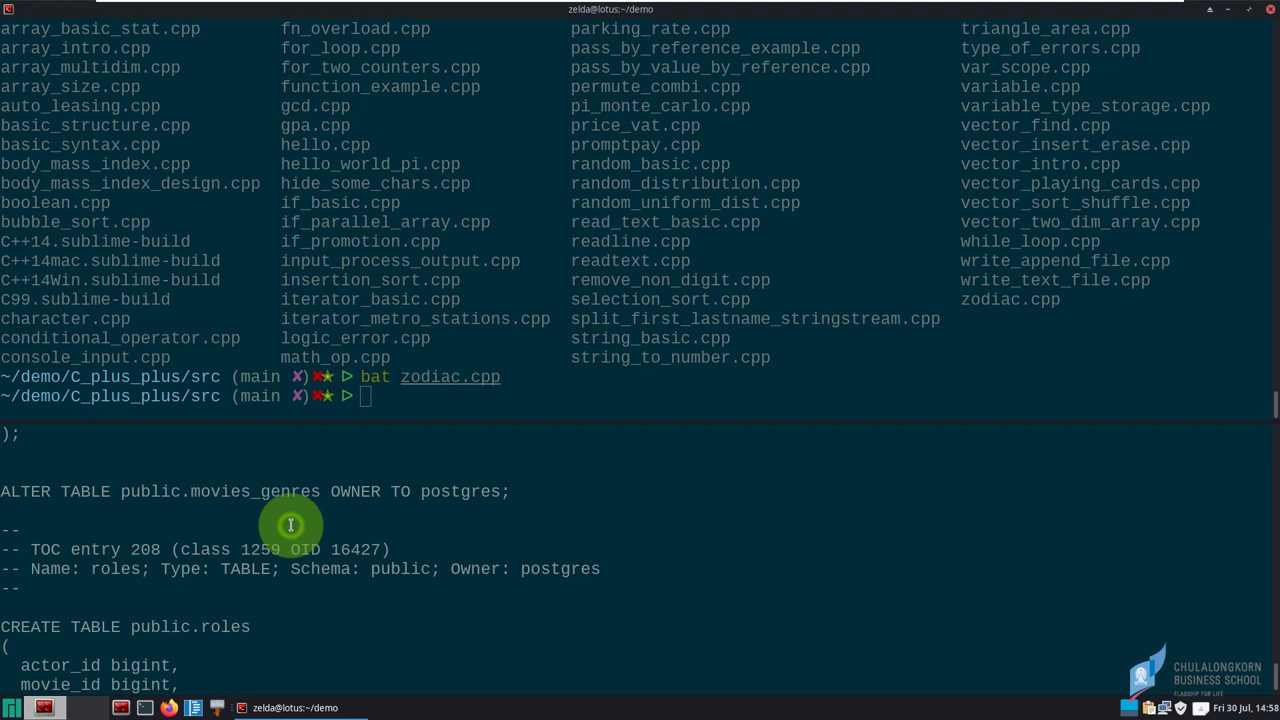 zelda@lotus:~/demo
array_basic_stat.cpp fn_overload.cpp parking_rate.cpp triangle_area.cpp
array_intro.cpp for_loop.cpp pass_by_reference_example.cpp type_of_errors.cpp
array_multidim.cpp for_two_counters.cpp pass_by_value_by_reference.cpp var_scope.cpp
array_size.cpp function_example.cpp permute_combi.cpp variable.cpp
auto_leasing.cpp gcd.cpp pi_monte_carlo.cpp variable_type_storage.cpp
basic_structure.cpp gpa.cpp price_vat.cpp vector_find.cpp
basic_syntax.cpp hello.cpp promptpay.cpp vector_insert_erase.cpp
body_mass_index.cpp hello_world_pi.cpp random_basic.cpp vector_intro.cpp
body_mass_index_design.cpp hide_some_chars.cpp random_distribution.cpp vector_playing_cards.cpp
boolean.cpp if_basic.cpp random_uniform_dist.cpp vector_sort_shuffle.cpp
bubble_sort.cpp if_parallel_array.cpp read_text_basic.cpp vector_two_dim_array.cpp
C++14.sublime-build if_promotion.cpp readline.cpp while_loop.cpp
C++14mac.sublime-build input_process_output.cpp readtext.cpp write_append_file.cpp
C++14Win.sublime-build insertion_sort.cpp remove_non_digit.cpp write_text_file.cpp
C99.sublime-build iterator_basic.cpp selection_sort.cpp zodiac.cpp
character.cpp iterator_metro_stations.cpp split_first_lastname_stringstream.cpp
conditional_operator.cpp logic_error.cpp string_basic.cpp
console_input.cpp math_op.cpp string_to_number.cpp
~/demo/C_plus_plus/src (main ✘)✖★ ▷ bat zodiac.cpp
~/demo/C_plus_plus/src (main ✘)✖★ ▷
);
ALTER TABLE public.movies_genres OWNER TO postgres;
--
-- TOC entry 208 (class 1259 OID 16427)
-- Name: roles; Type: TABLE; Schema: public; Owner: postgres
--
CREATE TABLE public.roles
(
actor_id bigint,
movie_id bigint,
CHULALONGKORN
BUSINESS SCHOOL
FLAGSHIP FOR LIFE
zelda@lotus:~/demo
Fri 30 Jul, 14:58